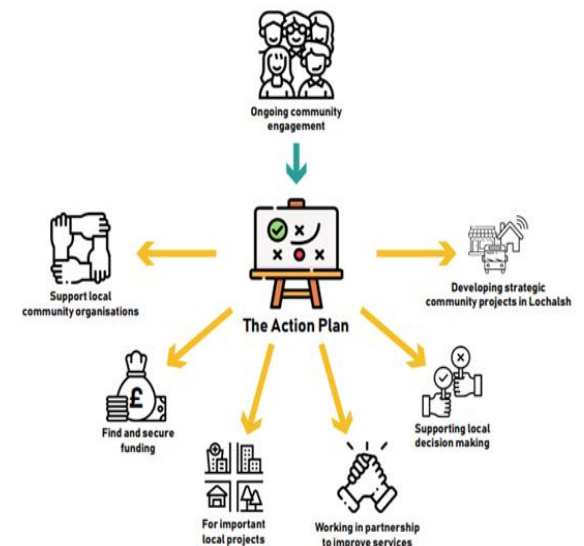 Ongoing community
engagement
Support local
community organisations
The Action Plan
Developing strategic
community projects in Lochalsh
Find and secure
funding
Supporting local
decision making
For important
local projects
Working in partnership
to improve services
£